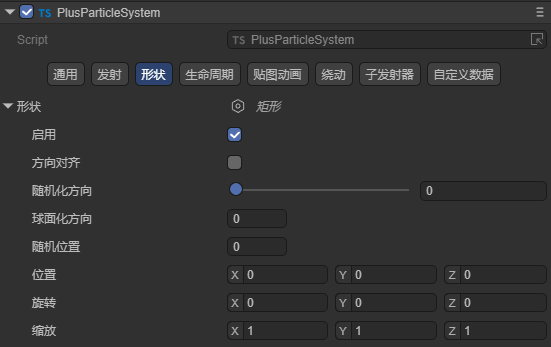 TS PlusParticleSystem
Script TS PlusParticleSystem
通用 发射 形状 生命周期 贴图动画 绕动 子发射器 自定义数据
形状 矩形
启用
方向对齐
随机化方向 0
球面化方向 0
随机位置 0
位置 X 0 Y 0 Z 0
旋转 X 0 Y 0 Z 0
缩放 X 1 Y 1 Z 1